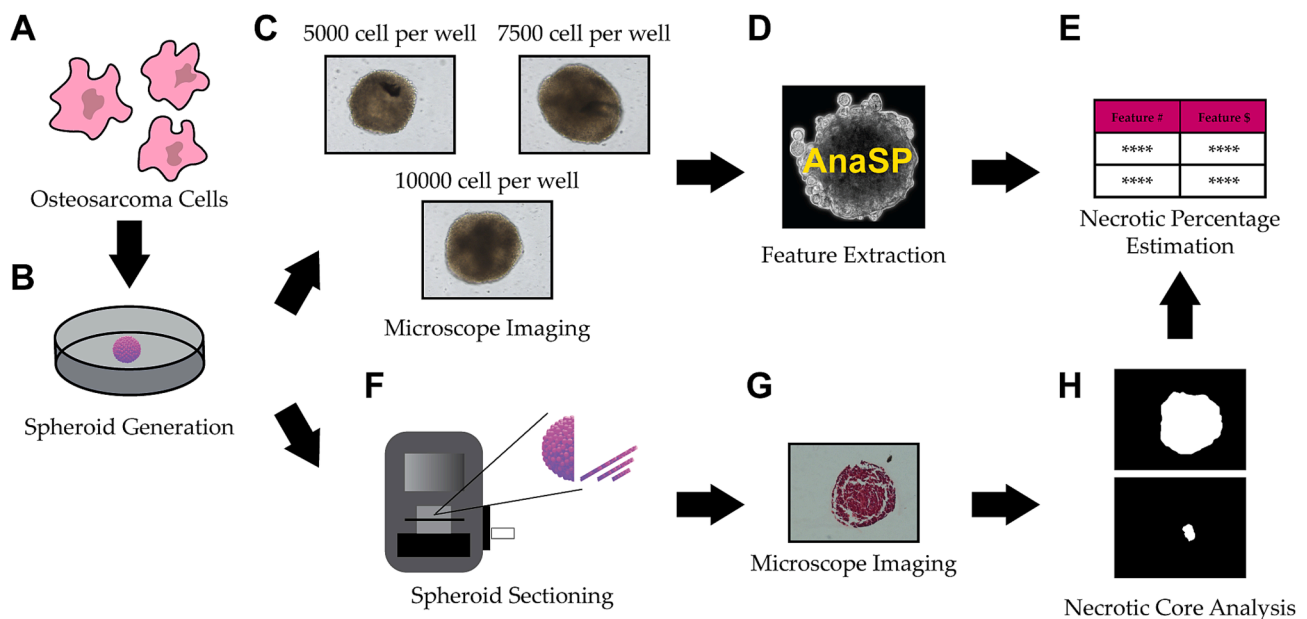 A
Osteosarcoma Cells
B
Spheroid Generation
C
5000 cell per well
7500 cell per well
10000 cell per well
Microscope Imaging
D
AnaSP
Feature Extraction
E
Feature # Feature $
**** ****
**** ****
Necrotic Percentage
Estimation
F
Spheroid Sectioning
G
Microscope Imaging
H
Necrotic Core Analysis